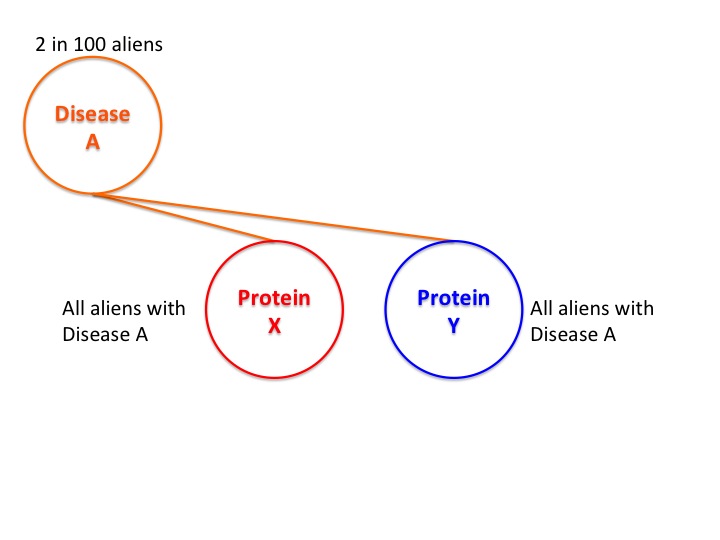 2 in 100 aliens
Disease
A
Protein
X
Protein
Y
All aliens with
Disease A
All aliens with
Disease A